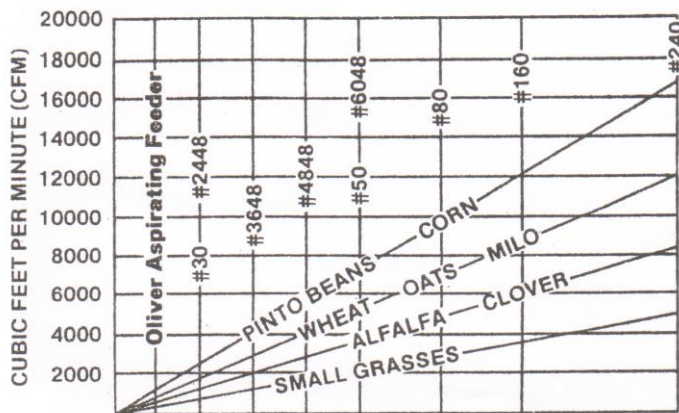 CUBIC FEET PER MINUTE (CFM)
20000
18000
16000
14000
12000
10000
8000
6000
4000
2000
Oliver Aspirating Feeder
#30 #2448
#3648
#4848
#50 #6048
#80
#160
#240
PINTO BEANS CORN
WHEAT OATS MILO
ALFALFA CLOVER
SMALL GRASSES